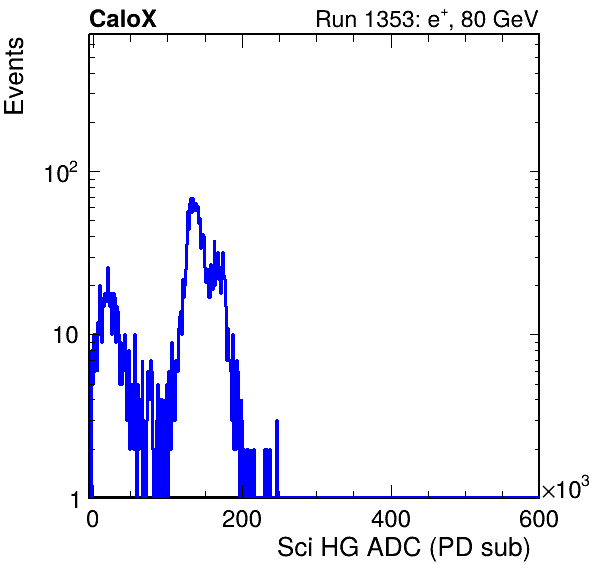 CaloX Run 1353: e⁺, 80 GeV
Events
10²
10
1
0 200 400 600
×10³
Sci HG ADC (PD sub)